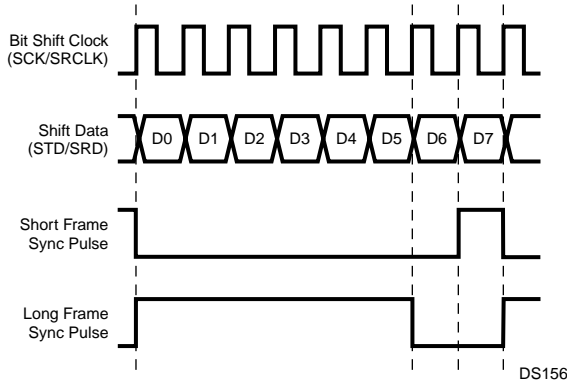 Bit Shift Clock
(SCK/SRCLK)
Shift Data
(STD/SRD)
D0 D1 D2 D3 D4 D5 D6 D7
Short Frame
Sync Pulse
Long Frame
Sync Pulse
DS156